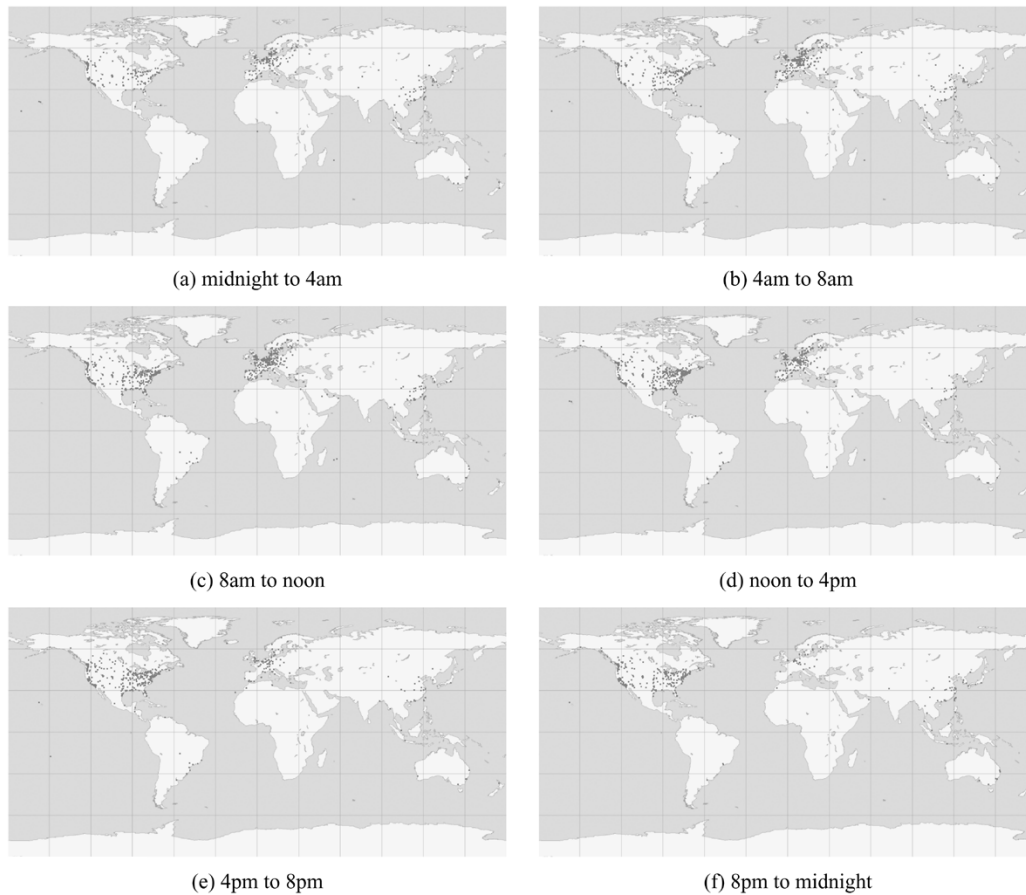 (a) midnight to 4am
(b) 4am to 8am
(c) 8am to noon
(d) noon to 4pm
(e) 4pm to 8pm
(f) 8pm to midnight